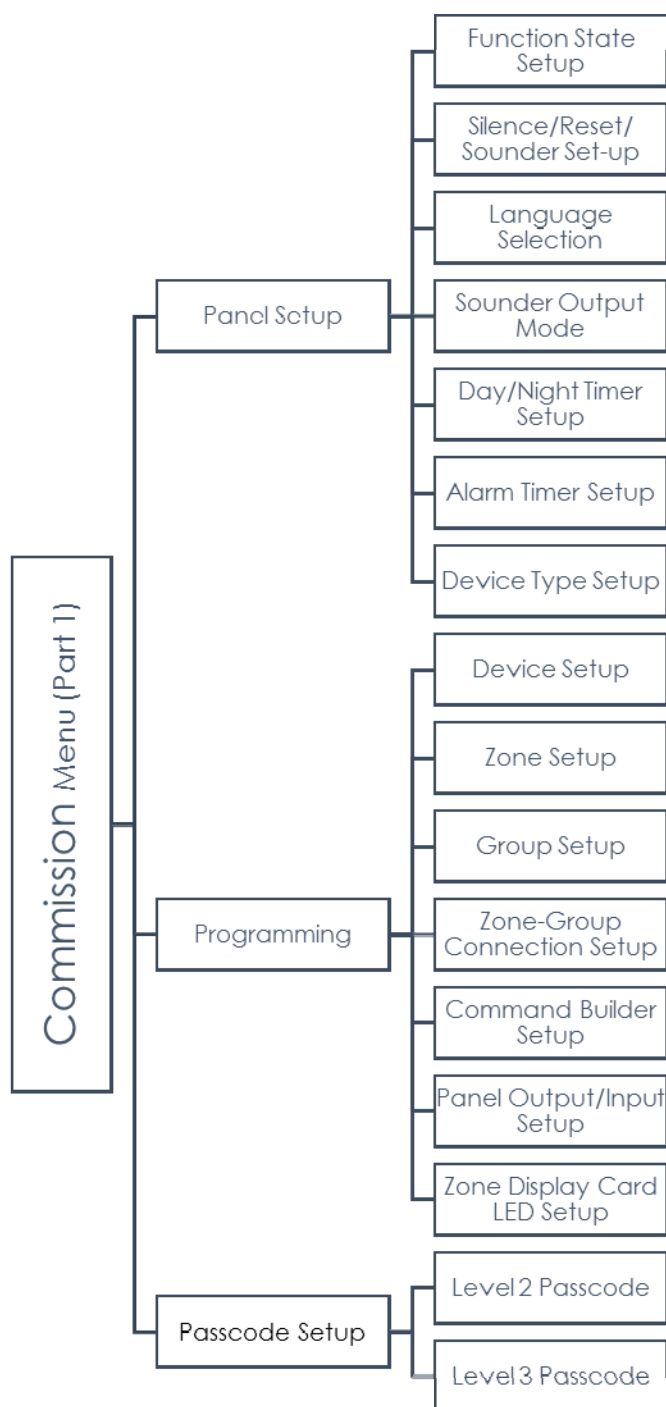 Commission Menu (Part 1)
Panel Setup
Function State
Setup
Silence/Reset/
Sounder Set-up
Language
Selection
Sounder Output
Mode
Day/Night Timer
Setup
Alarm Timer Setup
Device Type Setup
Programming
Device Setup
Zone Setup
Group Setup
Zone-Group
Connection Setup
Command Builder
Setup
Panel Output/Input
Setup
Zone Display Card
LED Setup
Passcode Setup
Level 2 Passcode
Level 3 Passcode